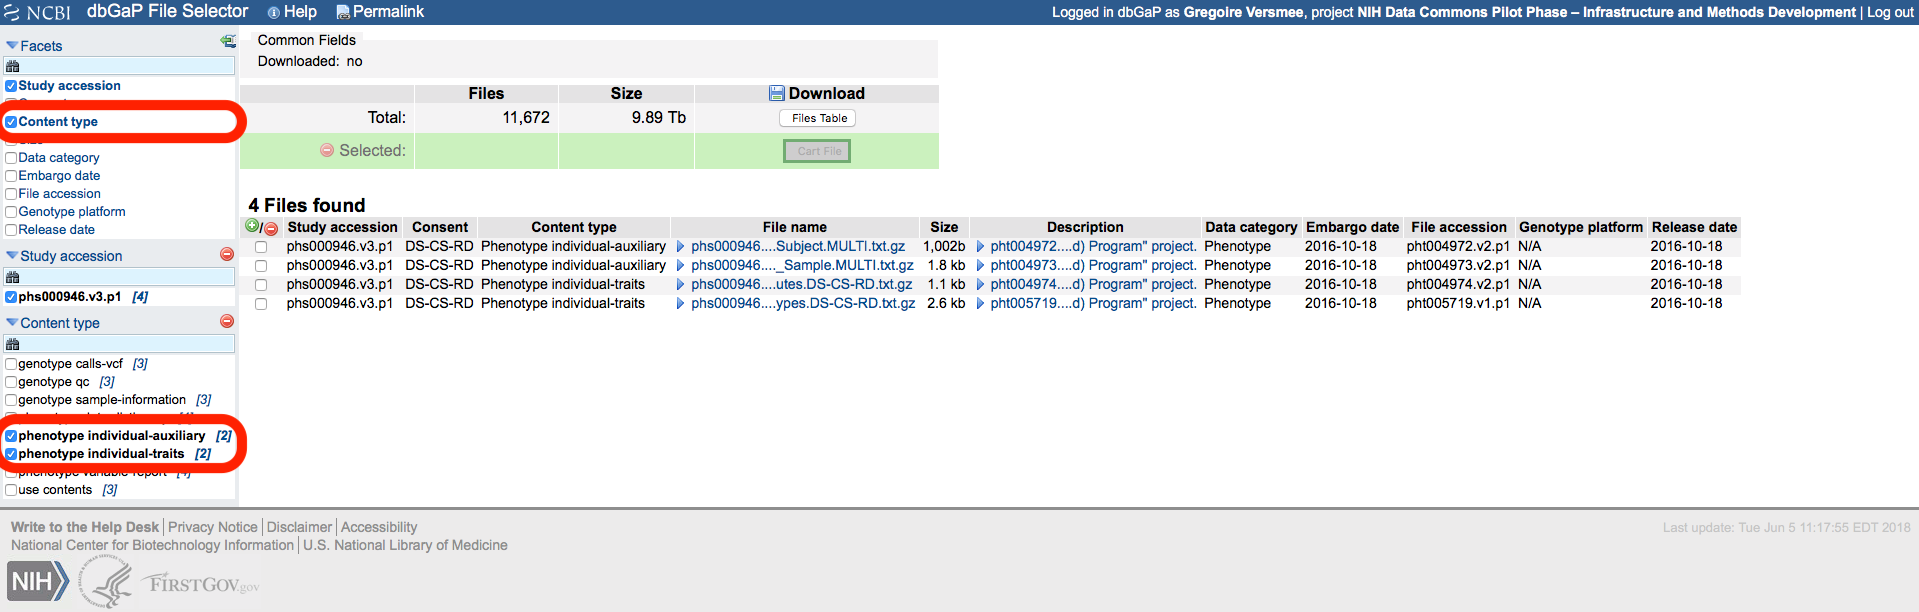 NCBI dbGaP File Selector Help Permalink Logged in dbGaP as Gregoire Versmee, project NIH Data Commons Pilot Phase – Infrastructure and Methods Development | Log out
Facets
Study accession
Content type
Data category
Embargo date
File accession
Genotype platform
Release date
Study accession
phs000946.v3.p1 [4]
Content type
genotype calls-vcf [3]
genotype qc [3]
genotype sample-information [3]
phenotype individual-auxiliary [2]
phenotype individual-traits [2]
phenotype variable-report [4]
use contents [3]
Common Fields
Downloaded: no
Files Size Download
Total: 11,672 9.89 Tb Files Table
Selected: Cart File
4 Files found
/ Study accession Consent Content type File name Size Description Data category Embargo date File accession Genotype platform Release date
phs000946.v3.p1 DS-CS-RD Phenotype individual-auxiliary phs000946....Subject.MULTI.txt.gz 1,002b pht004972....d) Program" project. Phenotype 2016-10-18 pht004972.v2.p1 N/A 2016-10-18
phs000946.v3.p1 DS-CS-RD Phenotype individual-auxiliary phs000946...._Sample.MULTI.txt.gz 1.8 kb pht004973....d) Program" project. Phenotype 2016-10-18 pht004973.v2.p1 N/A 2016-10-18
phs000946.v3.p1 DS-CS-RD Phenotype individual-traits phs000946....utes.DS-CS-RD.txt.gz 1.1 kb pht004974....d) Program" project. Phenotype 2016-10-18 pht004974.v2.p1 N/A 2016-10-18
phs000946.v3.p1 DS-CS-RD Phenotype individual-traits phs000946....ypes.DS-CS-RD.txt.gz 2.6 kb pht005719....d) Program" project. Phenotype 2016-10-18 pht005719.v1.p1 N/A 2016-10-18
Write to the Help Desk | Privacy Notice | Disclaimer | Accessibility Last update: Tue Jun 5 11:17:55 EDT 2018
National Center for Biotechnology Information | U.S. National Library of Medicine
NIH FIRSTGOV.gov